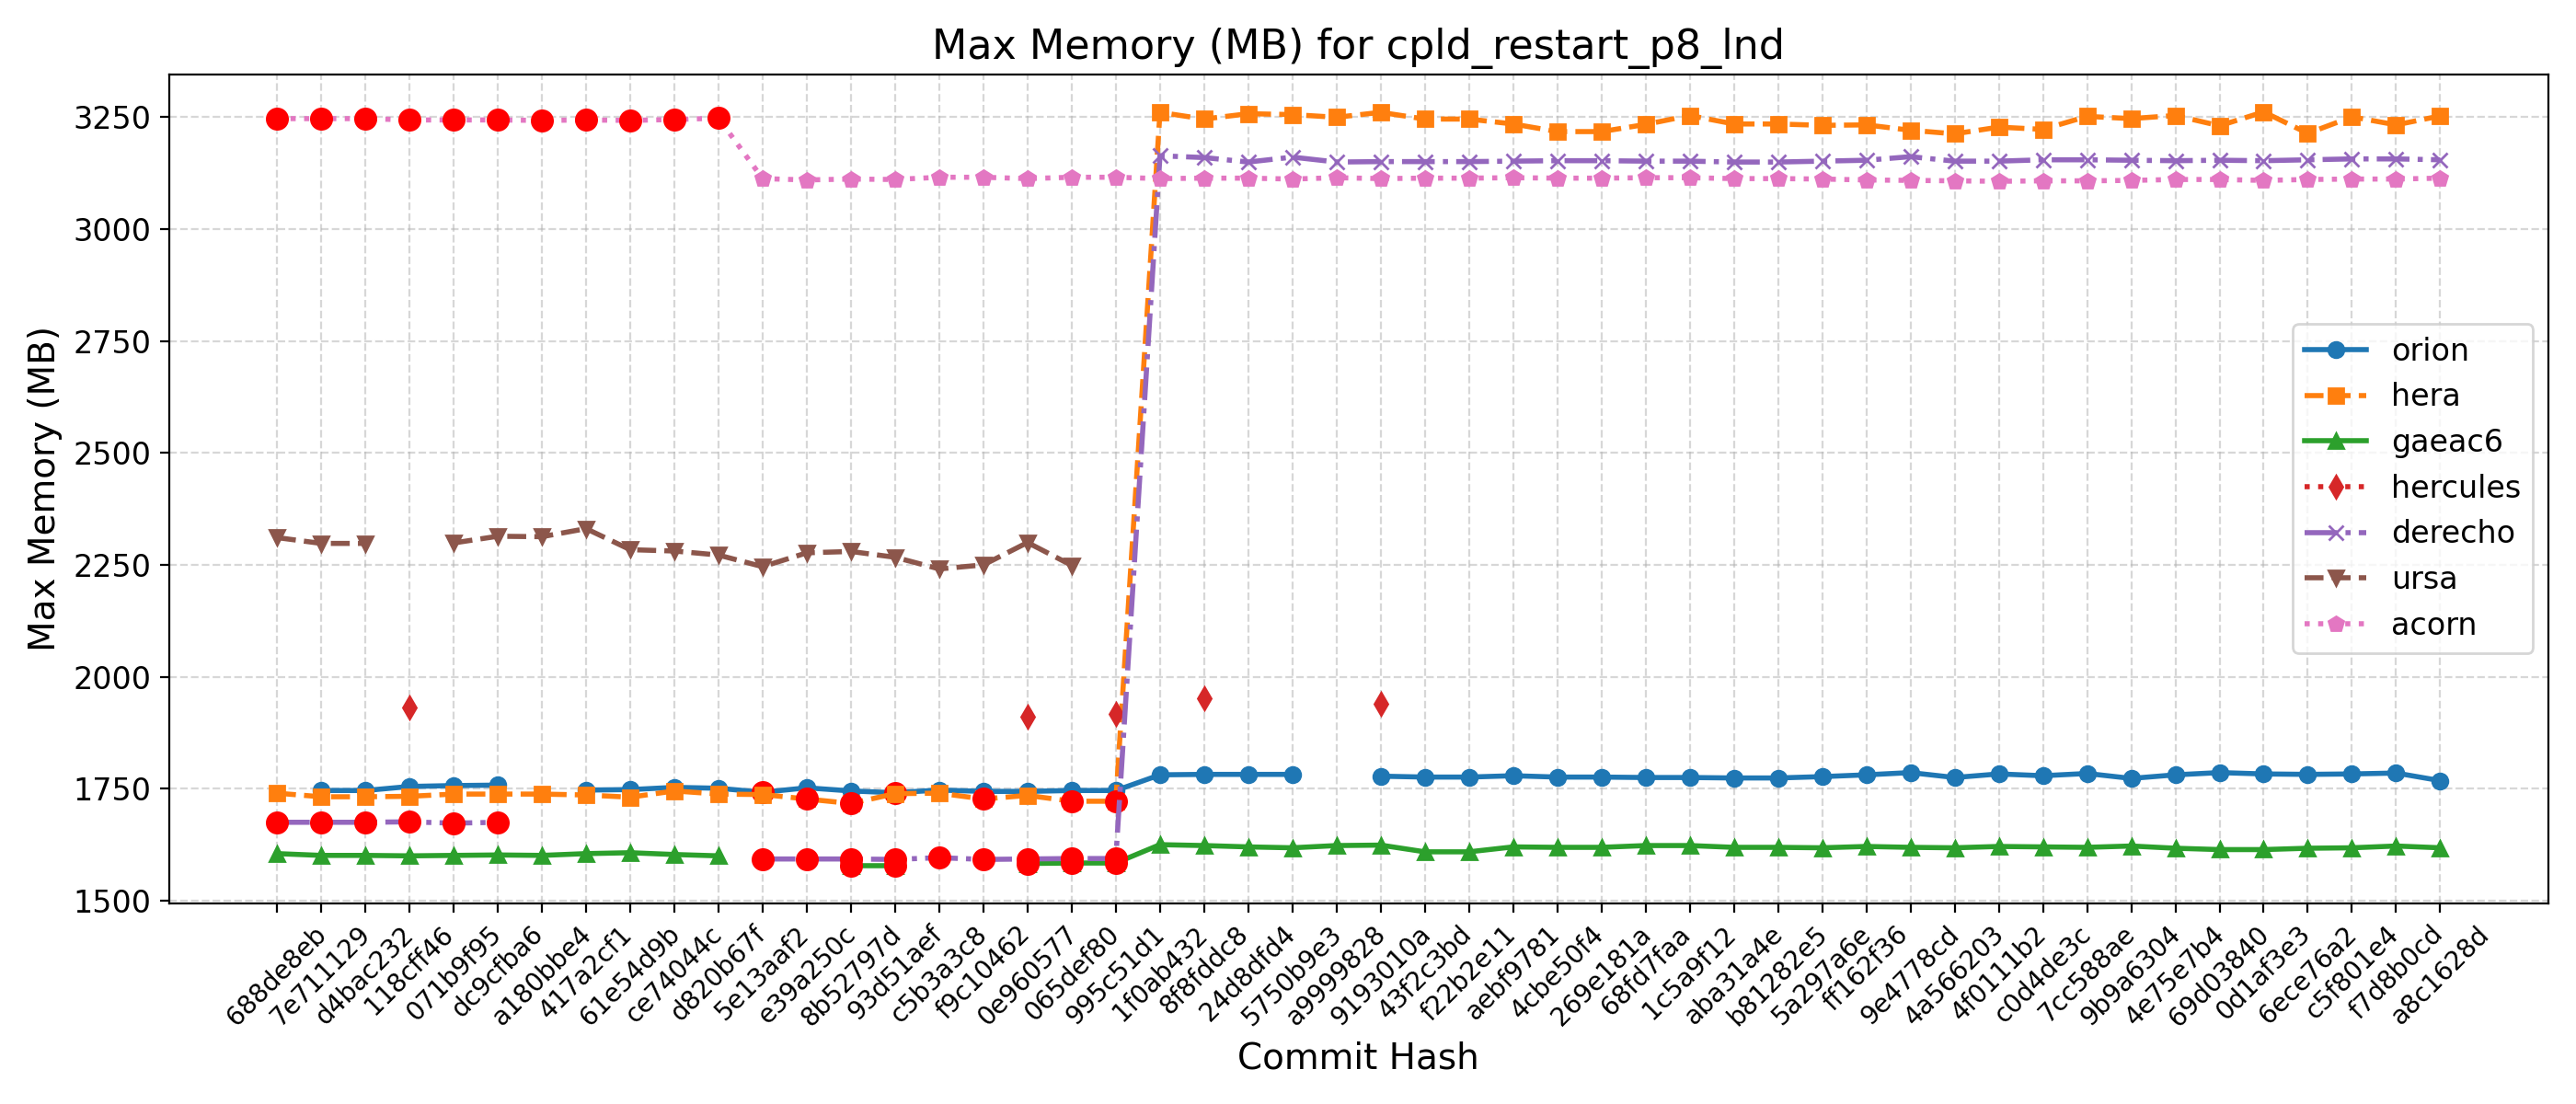 Max Memory (MB) for cpld_restart_p8_lnd
Max Memory (MB)
3250
3000
2750
2500
2250
2000
1750
1500
orion
hera
gaeac6
hercules
derecho
ursa
acorn
688de8eb
7e711129
d4bac232
118cff46
071b9f95
dc9cfba6
a180bbe4
417a2cf1
61e54d9b
ce74044c
d820b67f
5e13aaf2
e39a250c
8b52797d
93d51aef
c5b3a3c8
f9c10462
0e960577
065def80
995c51d1
1f0ab432
8f8fddc8
24d8dfd4
5750b9e3
a9999828
9193010a
43f2c3bd
f22b2e11
aebf9781
4cbe50f4
269e181a
68fd7faa
1c5a9f12
aba31a4e
b81282e5
5a297a6e
ff162f36
9e4778cd
4a566203
4f0111b2
c0d4de3c
7cc588ae
9b9a6304
4e75e7b4
69d03840
0d1af3e3
6ece76a2
c5f801e4
f7d8b0cd
a8c1628d
Commit Hash